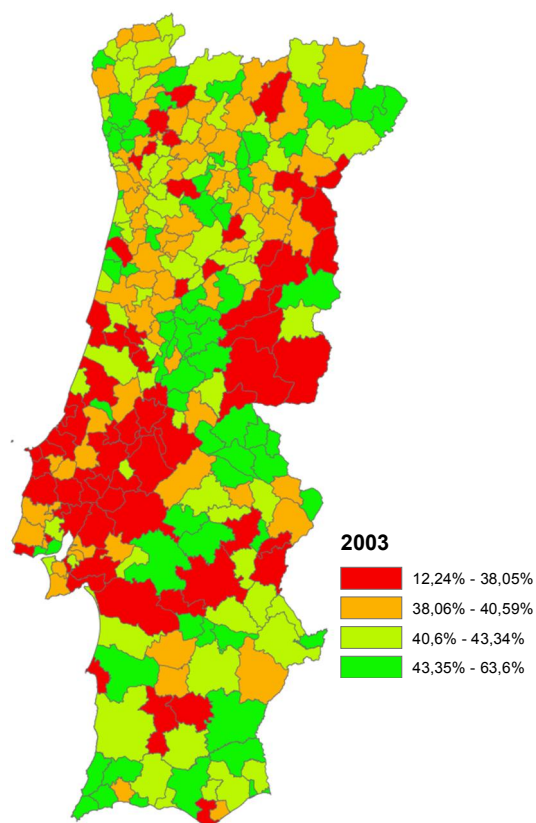 2003
12,24% - 38,05%
38,06% - 40,59%
40,6% - 43,34%
43,35% - 63,6%